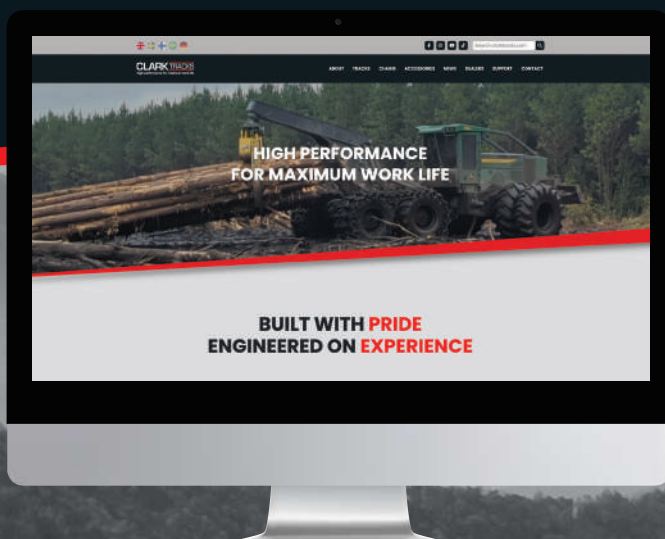 CLARK TRACKS
ABOUT TRACKS CHAINS ACCESSORIES NEWS DEALERS SUPPORT CONTACT
HIGH PERFORMANCE
FOR MAXIMUM WORK LIFE
BUILT WITH PRIDE
ENGINEERED ON EXPERIENCE